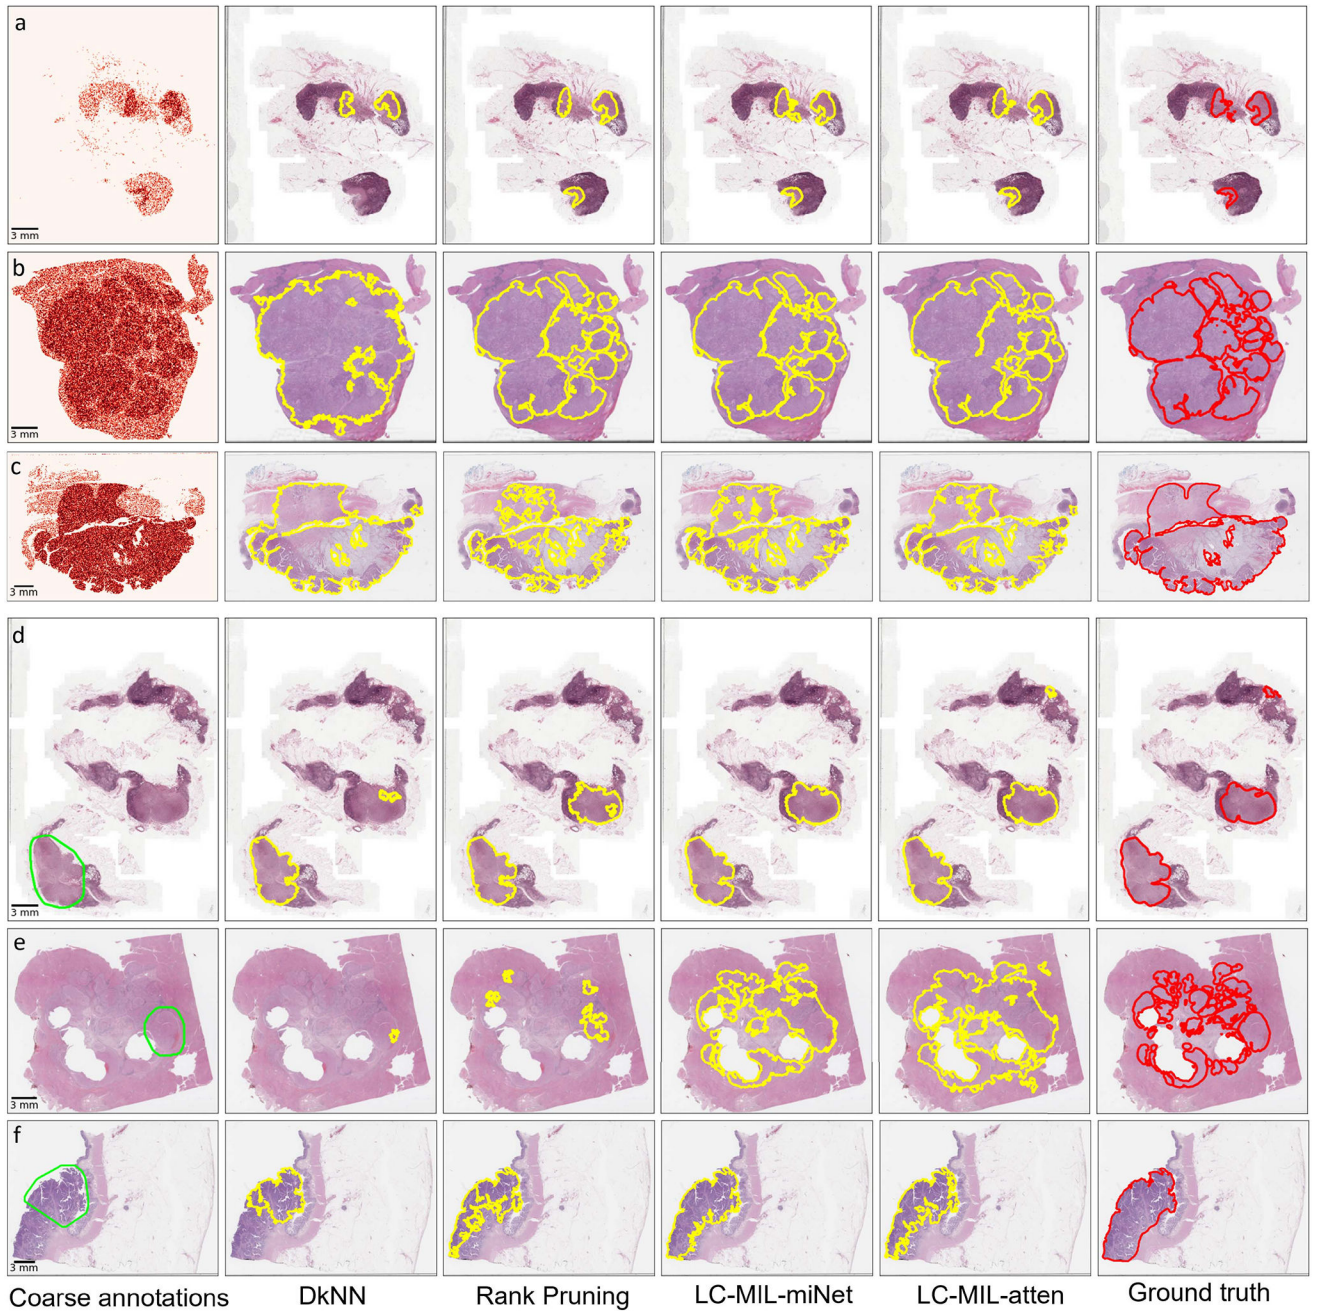 a
3 mm
b
3 mm
c
3 mm
d
3 mm
e
3 mm
f
3 mm
Coarse annotations DkNN Rank Pruning LC-MIL-miNet LC-MIL-atten Ground truth